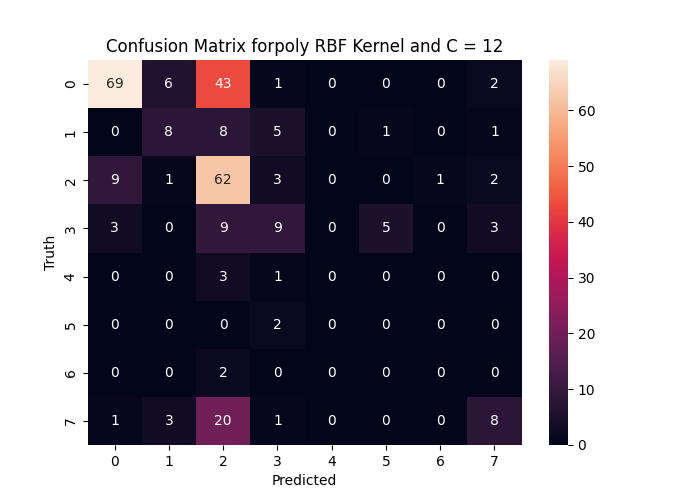 Confusion Matrix forpoly RBF Kernel and C = 12
0 69 6 43 1 0 0 0 2
1 0 8 8 5 0 1 0 1
2 9 1 62 3 0 0 1 2
3 3 0 9 9 0 5 0 3
4 0 0 3 1 0 0 0 0
5 0 0 0 2 0 0 0 0
6 0 0 2 0 0 0 0 0
7 1 3 20 1 0 0 0 8
0 1 2 3 4 5 6 7
Predicted
Truth
60
50
40
30
20
10
0